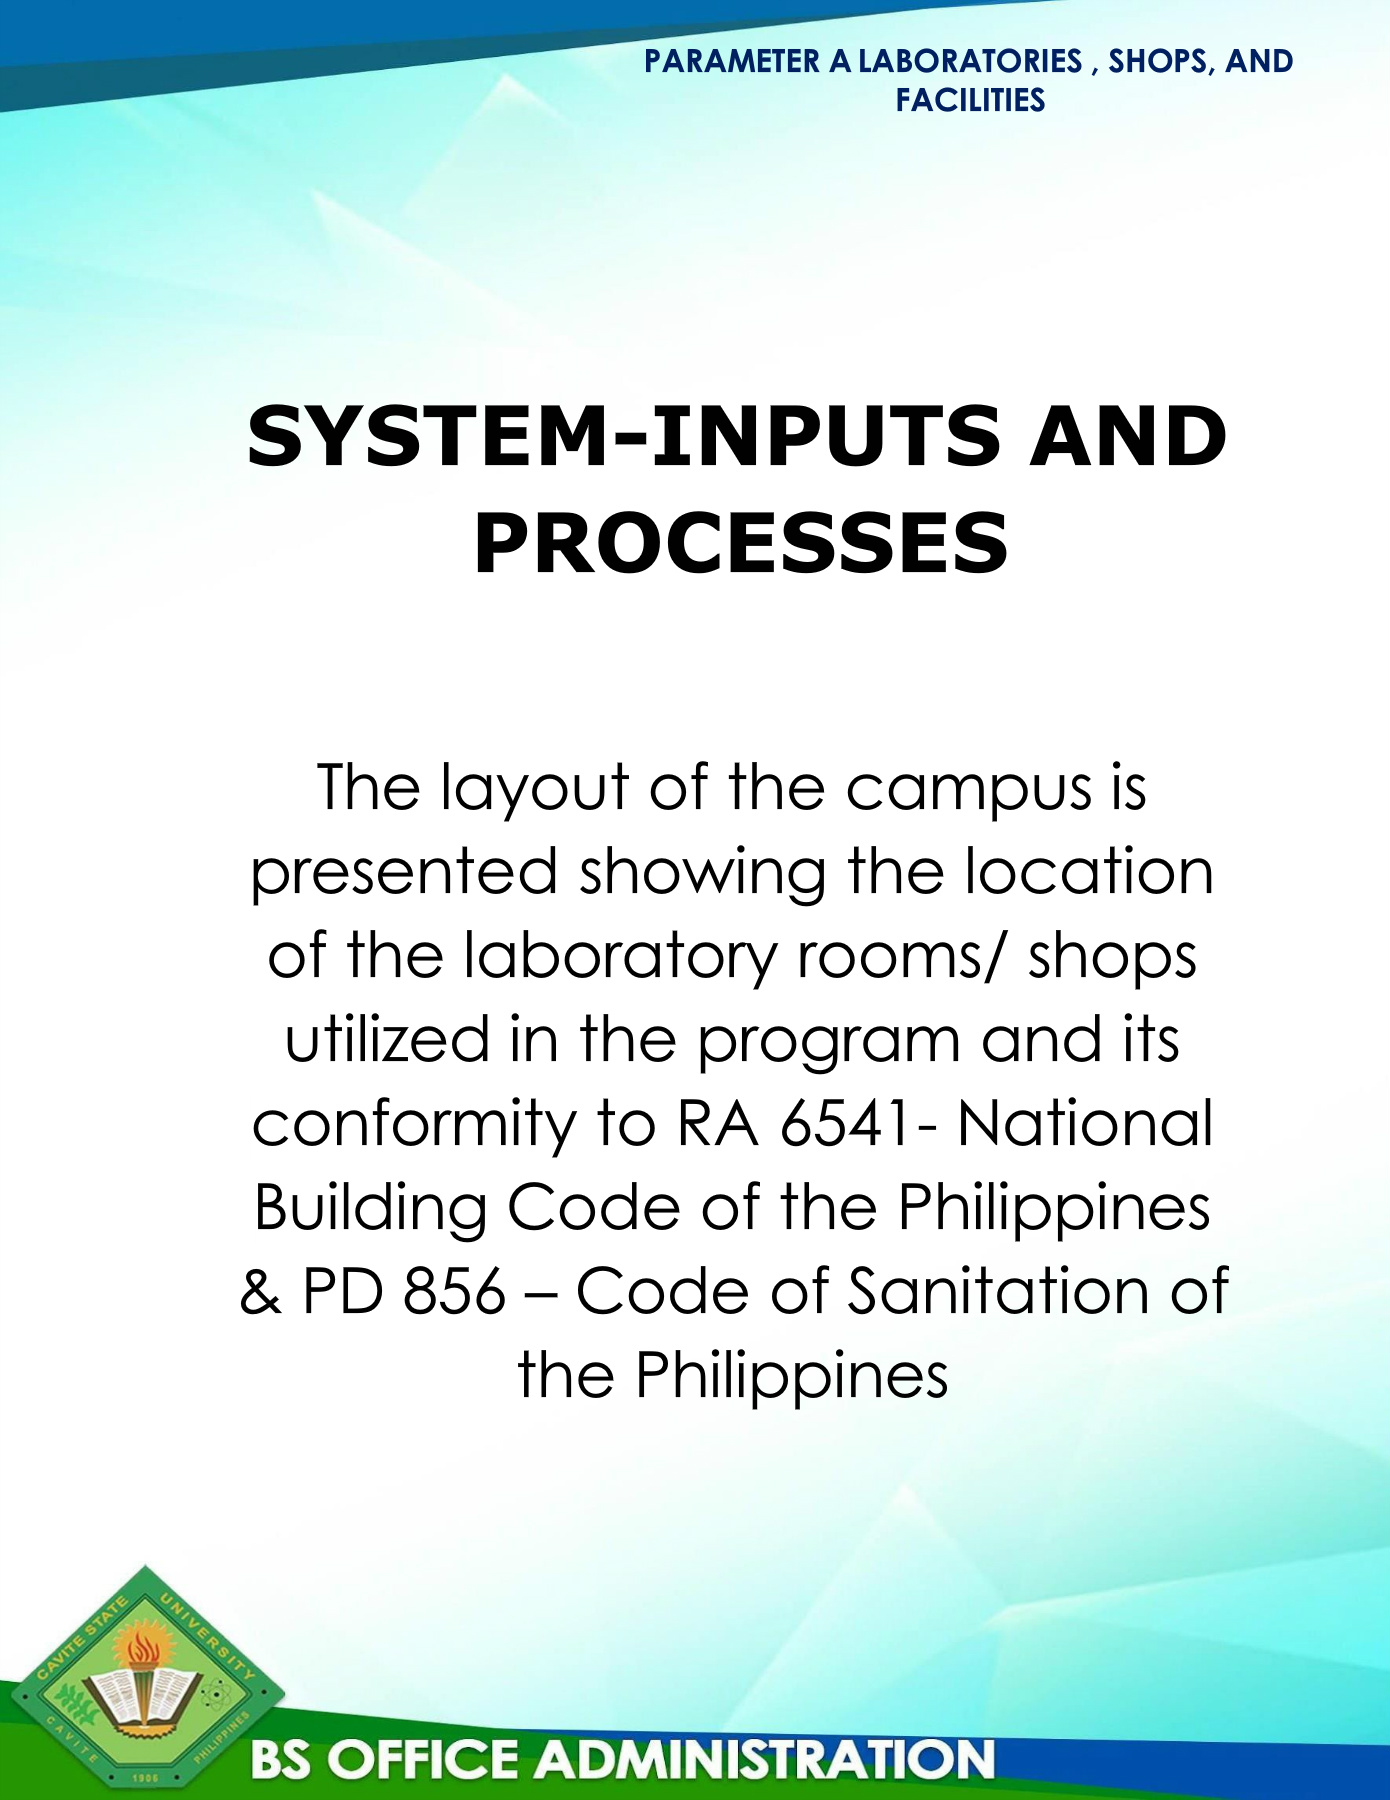 PARAMETER A LABORATORIES , SHOPS, AND
FACILITIES
SYSTEM-INPUTS AND
PROCESSES
The layout of the campus is
presented showing the location
of the laboratory rooms/ shops
utilized in the program and its
conformity to RA 6541- National
Building Code of the Philippines
& PD 856 – Code of Sanitation of
the Philippines
CAVITE STATE UNIVERSITY
CAVITE
PHILIPPINES
1906
BS OFFICE ADMINISTRATION